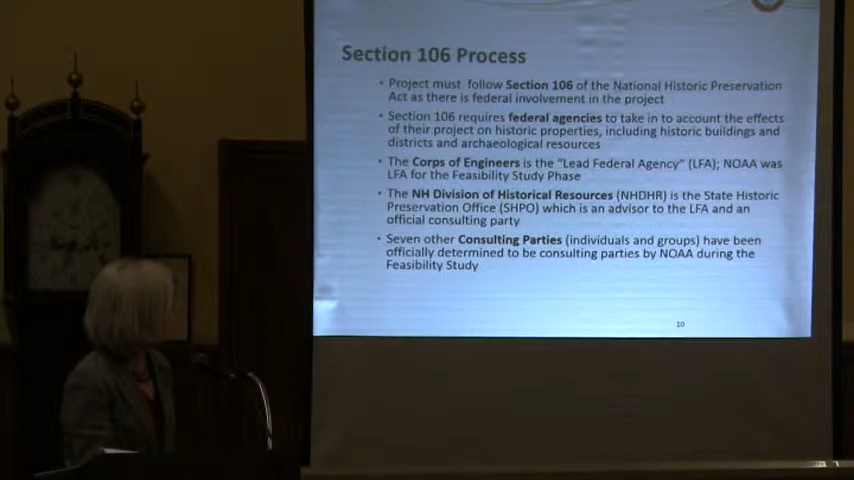 Section 106 Process
• Project must follow Section 106 of the National Historic Preservation
Act as there is federal involvement in the project
• Section 106 requires federal agencies to take in to account the effects
of their project on historic properties, including historic buildings and
districts and archaeological resources
• The Corps of Engineers is the “Lead Federal Agency” (LFA); NOAA was
LFA for the Feasibility Study Phase
• The NH Division of Historical Resources (NHDHR) is the State Historic
Preservation Office (SHPO) which is an advisor to the LFA and an
official consulting party
• Seven other Consulting Parties (individuals and groups) have been
officially determined to be consulting parties by NOAA during the
Feasibility Study
10